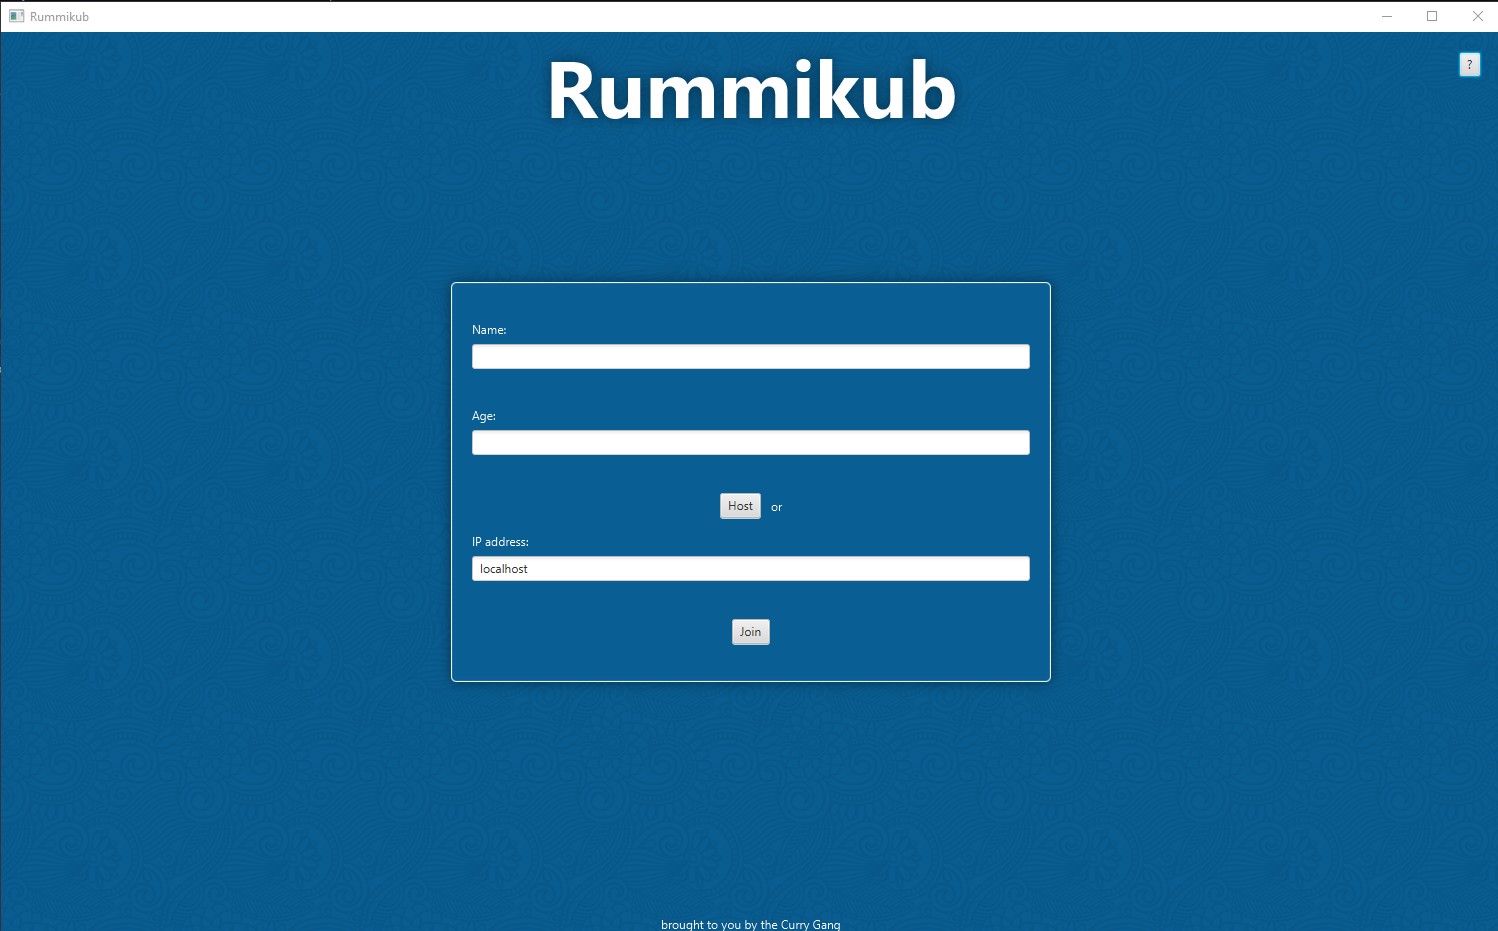 Rummikub
Rummikub
?
Name:
Age:
Host or
IP address:
localhost
Join
brought to you by the Curry Gang